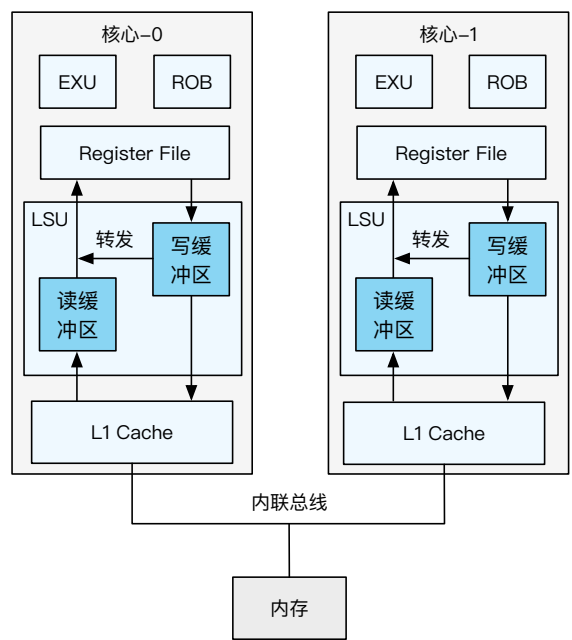 核心-0
EXU
ROB
Register File
LSU
转发
写缓
冲区
读缓
冲区
L1 Cache
核心-1
EXU
ROB
Register File
LSU
转发
写缓
冲区
读缓
冲区
L1 Cache
内联总线
内存